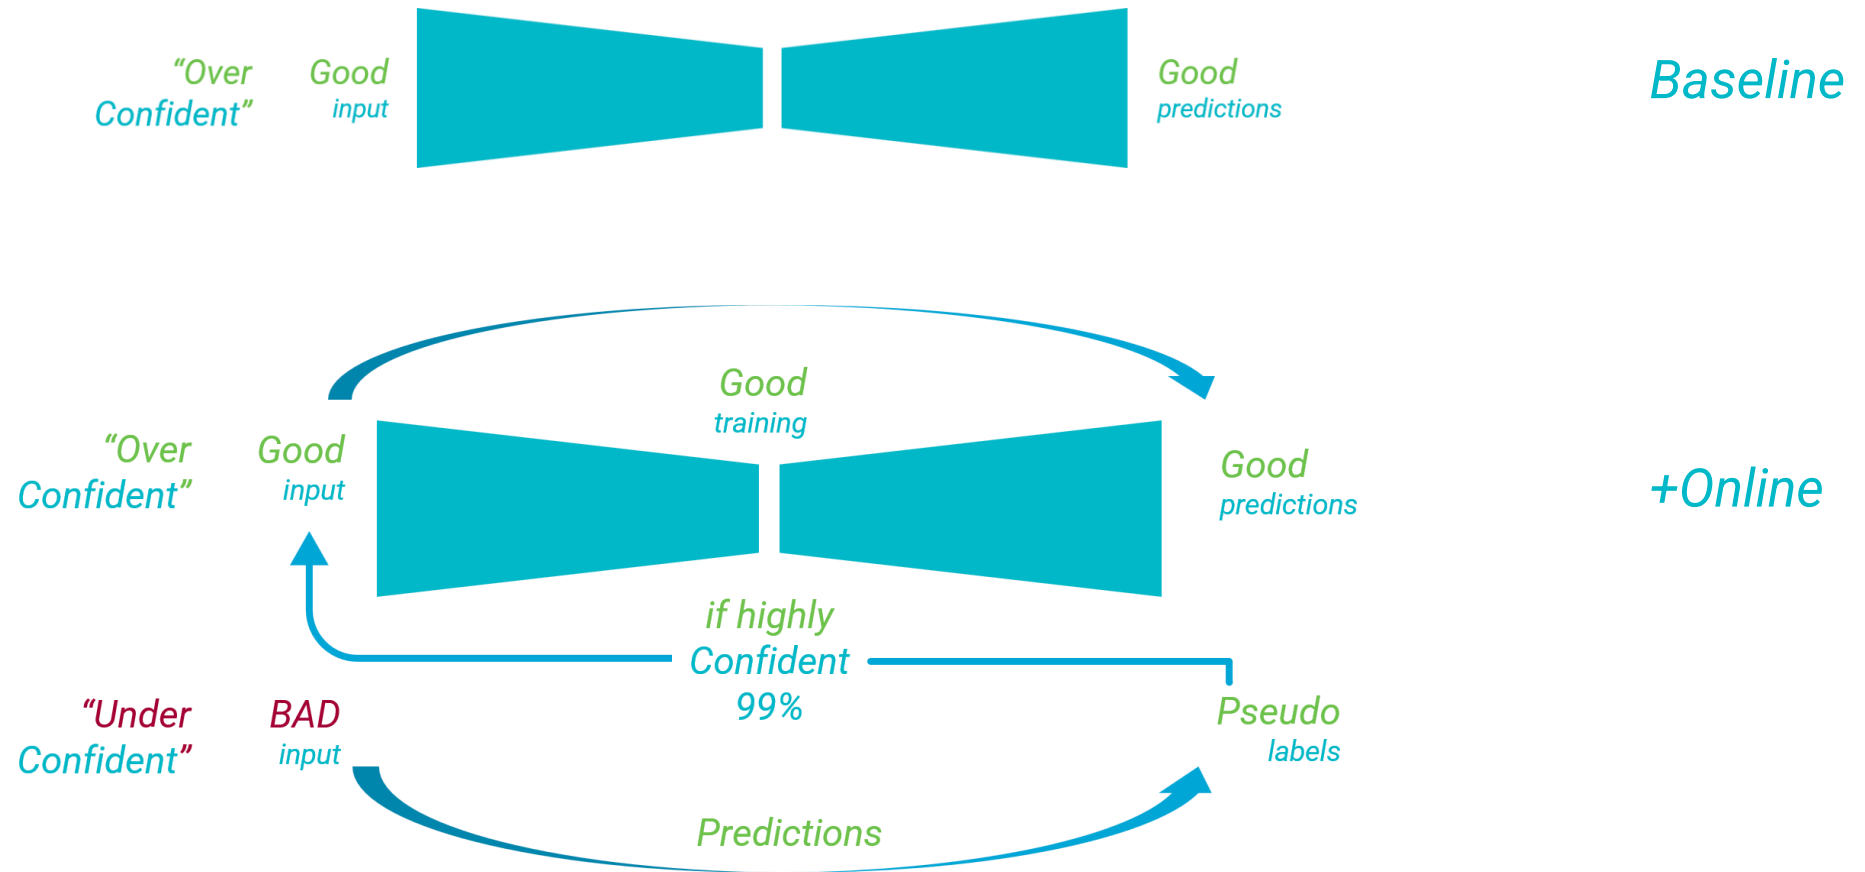 “Over
Confident”
Good
input
Good
predictions
Baseline
Good
training
“Over
Confident”
Good
input
Good
predictions
+Online
if highly
Confident
99%
“Under
Confident”
BAD
input
Pseudo
labels
Predictions